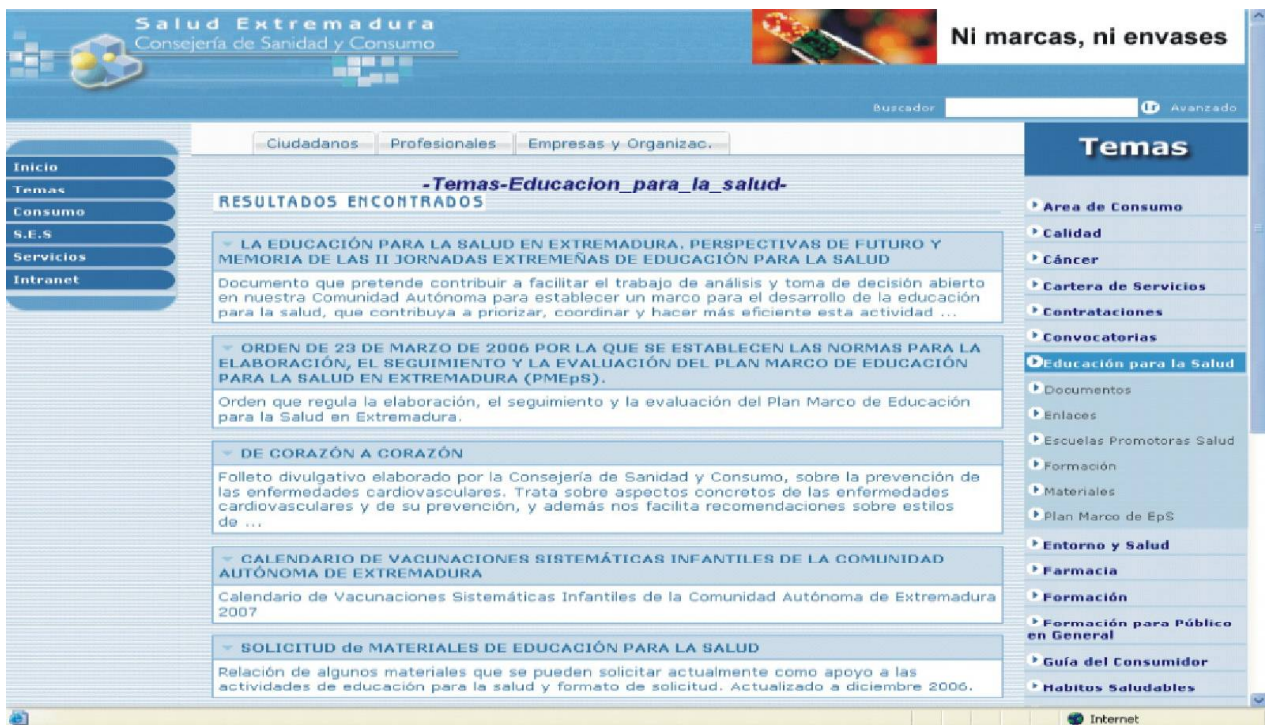 Salud Extremadura
Consejería de Sanidad y Consumo
Ni marcas, ni envases
Buscador
Ir
Avanzado
Ciudadanos
Profesionales
Empresas y Organizac.
Inicio
Temas
Consumo
S.E.S
Servicios
Intranet
-Temas-Educacion_para_la_salud-
RESULTADOS ENCONTRADOS
LA EDUCACIÓN PARA LA SALUD EN EXTREMADURA. PERSPECTIVAS DE FUTURO Y
MEMORIA DE LAS II JORNADAS EXTREMEÑAS DE EDUCACIÓN PARA LA SALUD
Documento que pretende contribuir a facilitar el trabajo de análisis y toma de decisión abierto
en nuestra Comunidad Autónoma para establecer un marco para el desarrollo de la educación
para la salud, que contribuya a priorizar, coordinar y hacer más eficiente esta actividad ...
ORDEN DE 23 DE MARZO DE 2006 POR LA QUE SE ESTABLECEN LAS NORMAS PARA LA
ELABORACIÓN, EL SEGUIMIENTO Y LA EVALUACIÓN DEL PLAN MARCO DE EDUCACIÓN
PARA LA SALUD EN EXTREMADURA (PMEpS).
Orden que regula la elaboración, el seguimiento y la evaluación del Plan Marco de Educación
para la Salud en Extremadura.
DE CORAZÓN A CORAZÓN
Folleto divulgativo elaborado por la Consejería de Sanidad y Consumo, sobre la prevención de
las enfermedades cardiovasculares. Trata sobre aspectos concretos de las enfermedades
cardiovasculares y de su prevención, y además nos facilita recomendaciones sobre estilos
de ...
CALENDARIO DE VACUNACIONES SISTEMÁTICAS INFANTILES DE LA COMUNIDAD
AUTÓNOMA DE EXTREMADURA
Calendario de Vacunaciones Sistemáticas Infantiles de la Comunidad Autónoma de Extremadura
2007
SOLICITUD de MATERIALES DE EDUCACIÓN PARA LA SALUD
Relación de algunos materiales que se pueden solicitar actualmente como apoyo a las
actividades de educación para la salud y formato de solicitud. Actualizado a diciembre 2006.
Temas
Area de Consumo
Calidad
Cáncer
Cartera de Servicios
Contrataciones
Convocatorias
Educación para la Salud
Documentos
Enlaces
Escuelas Promotoras Salud
Formación
Materiales
Plan Marco de EpS
Entorno y Salud
Farmacia
Formación
Formación para Público
en General
Guía del Consumidor
Habitos Saludables
Internet